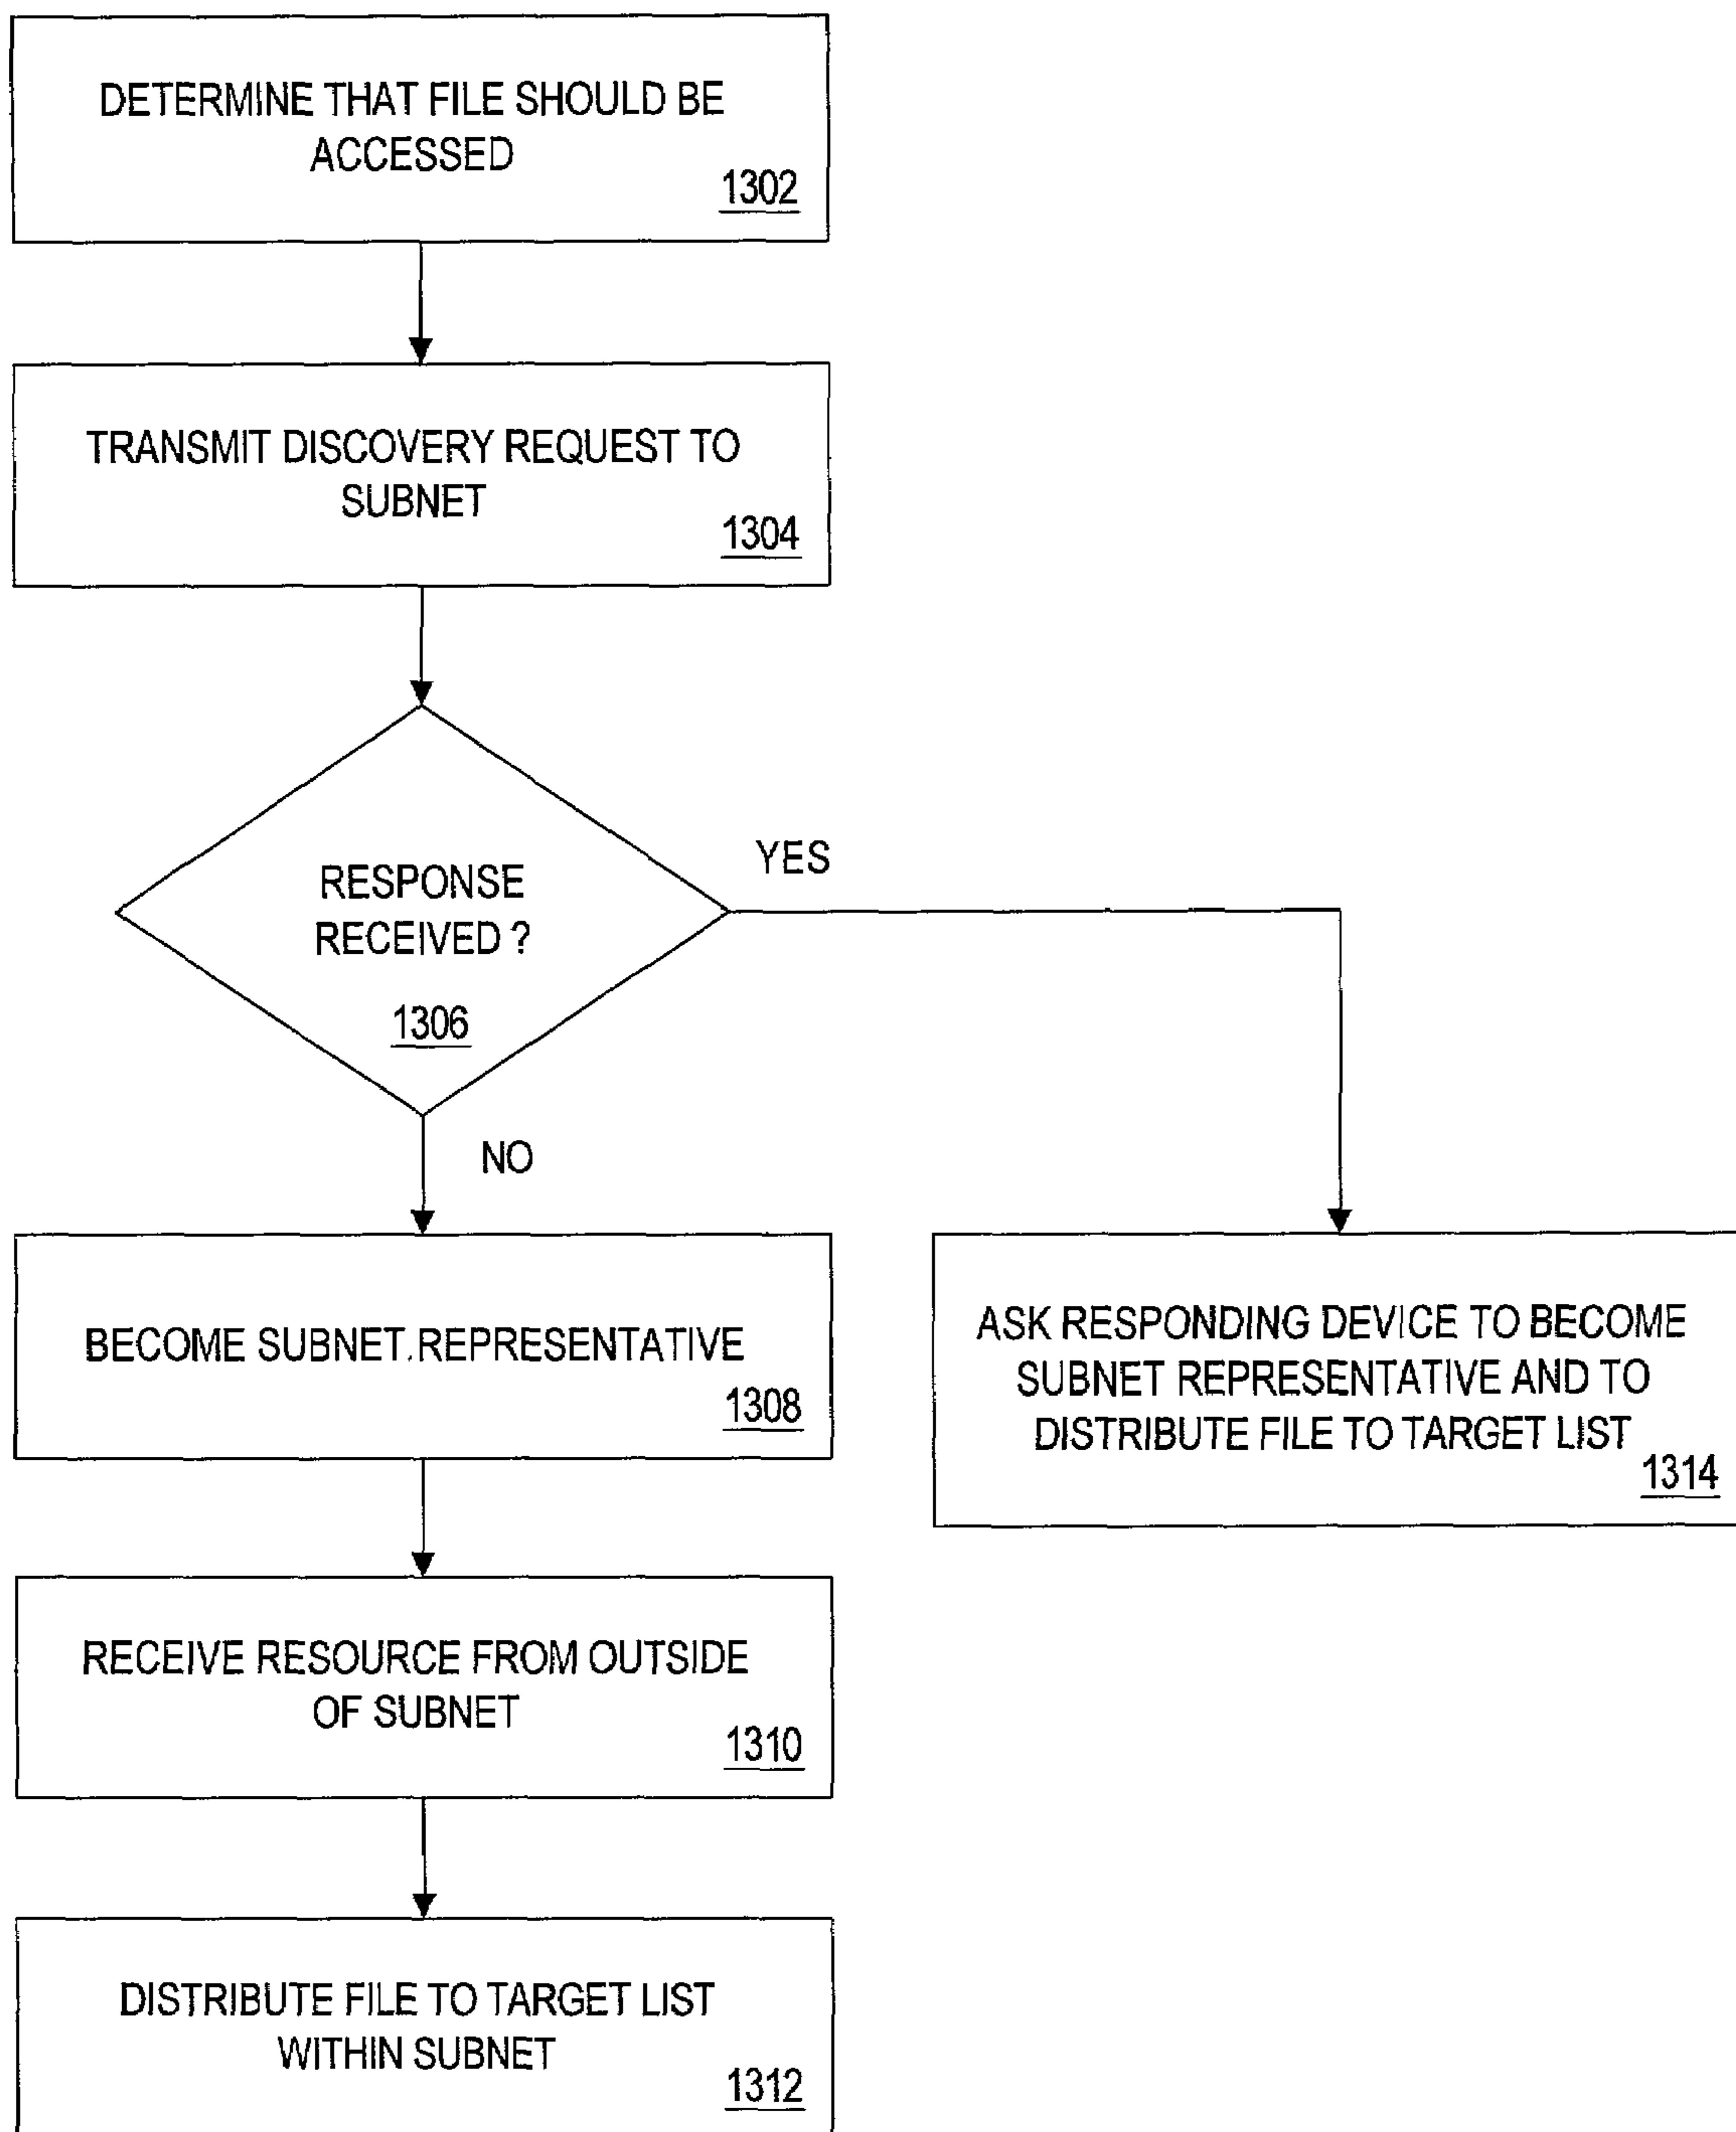 DETERMINE THAT FILE SHOULD BE
ACCESSED
1302
TRANSMIT DISCOVERY REQUEST TO
SUBNET
1304
RESPONSE
RECEIVED ?
1306
YES
NO
BECOME SUBNET REPRESENTATIVE
1308
ASK RESPONDING DEVICE TO BECOME
SUBNET REPRESENTATIVE AND TO
DISTRIBUTE FILE TO TARGET LIST
1314
RECEIVE RESOURCE FROM OUTSIDE
OF SUBNET
1310
DISTRIBUTE FILE TO TARGET LIST
WITHIN SUBNET
1312